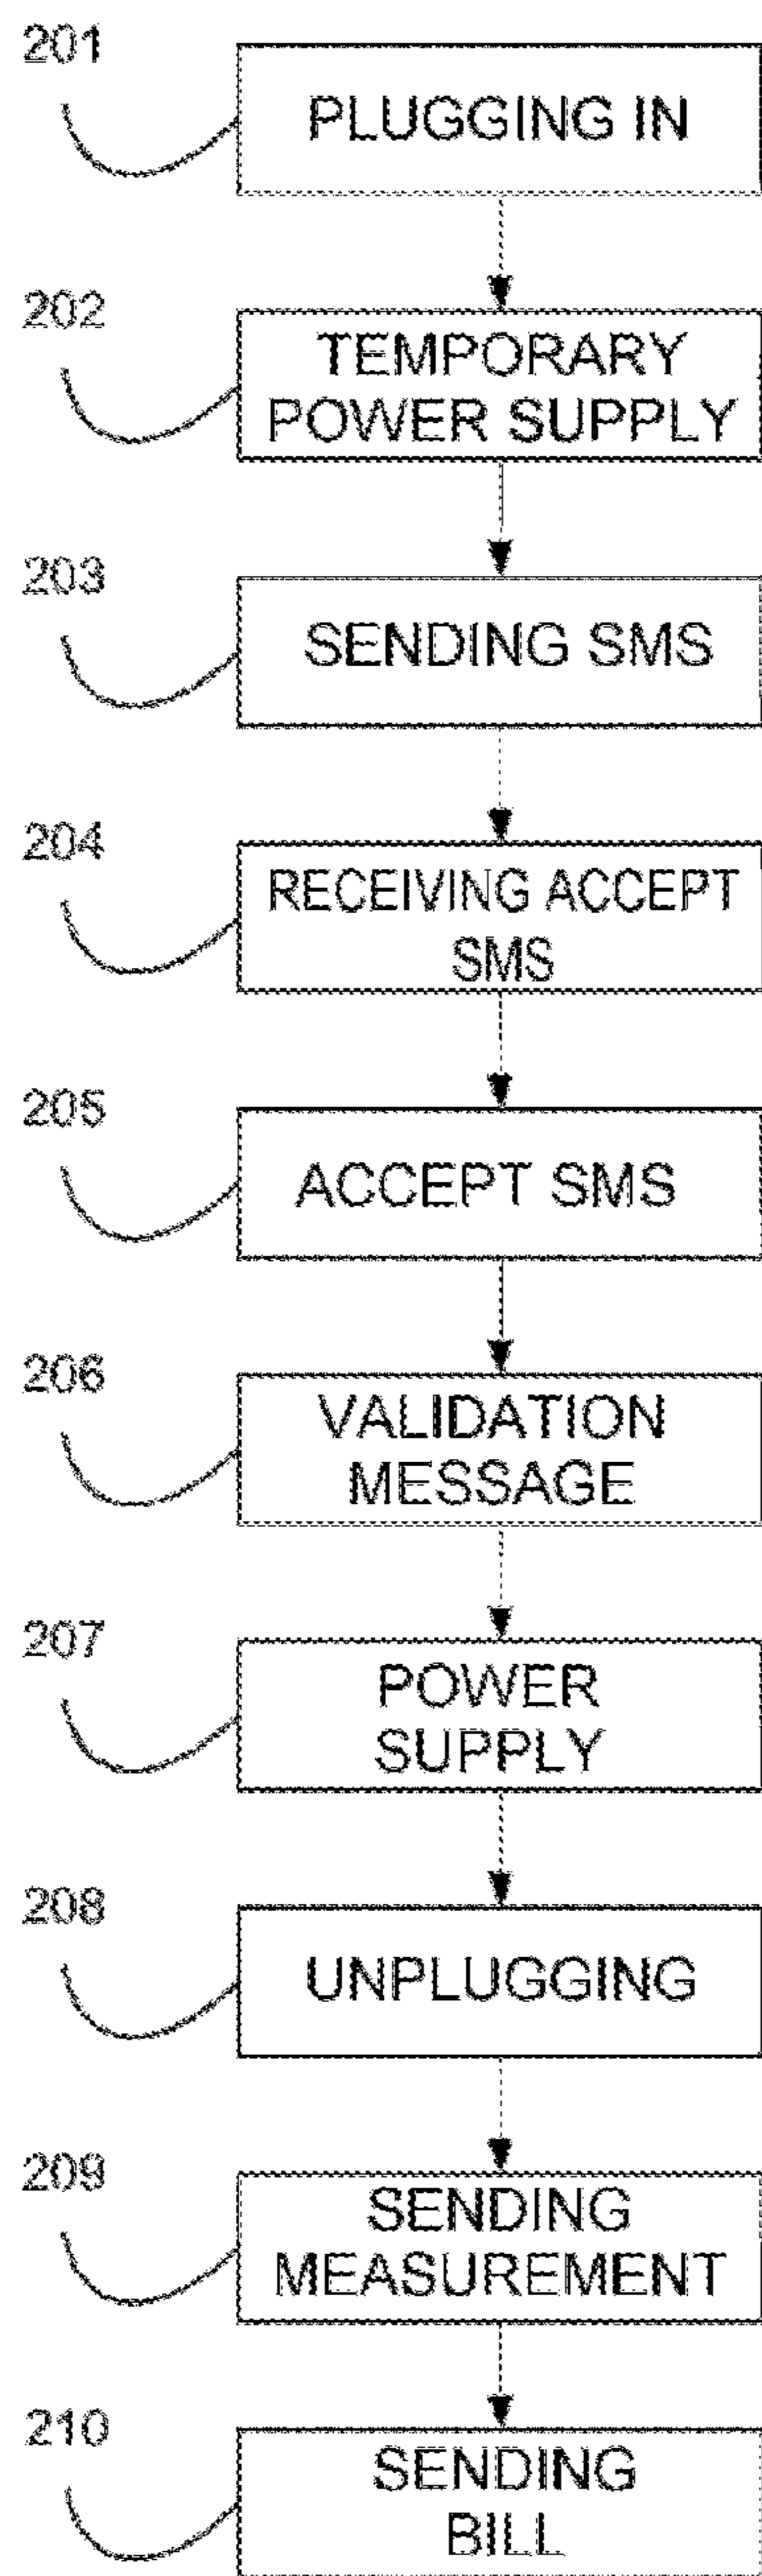 201
PLUGGING IN
202
TEMPORARY
POWER SUPPLY
203
SENDING SMS
204
RECEIVING ACCEPT
SMS
205
ACCEPT SMS
206
VALIDATION
MESSAGE
207
POWER
SUPPLY
208
UNPLUGGING
209
SENDING
MEASUREMENT
210
SENDING
BILL